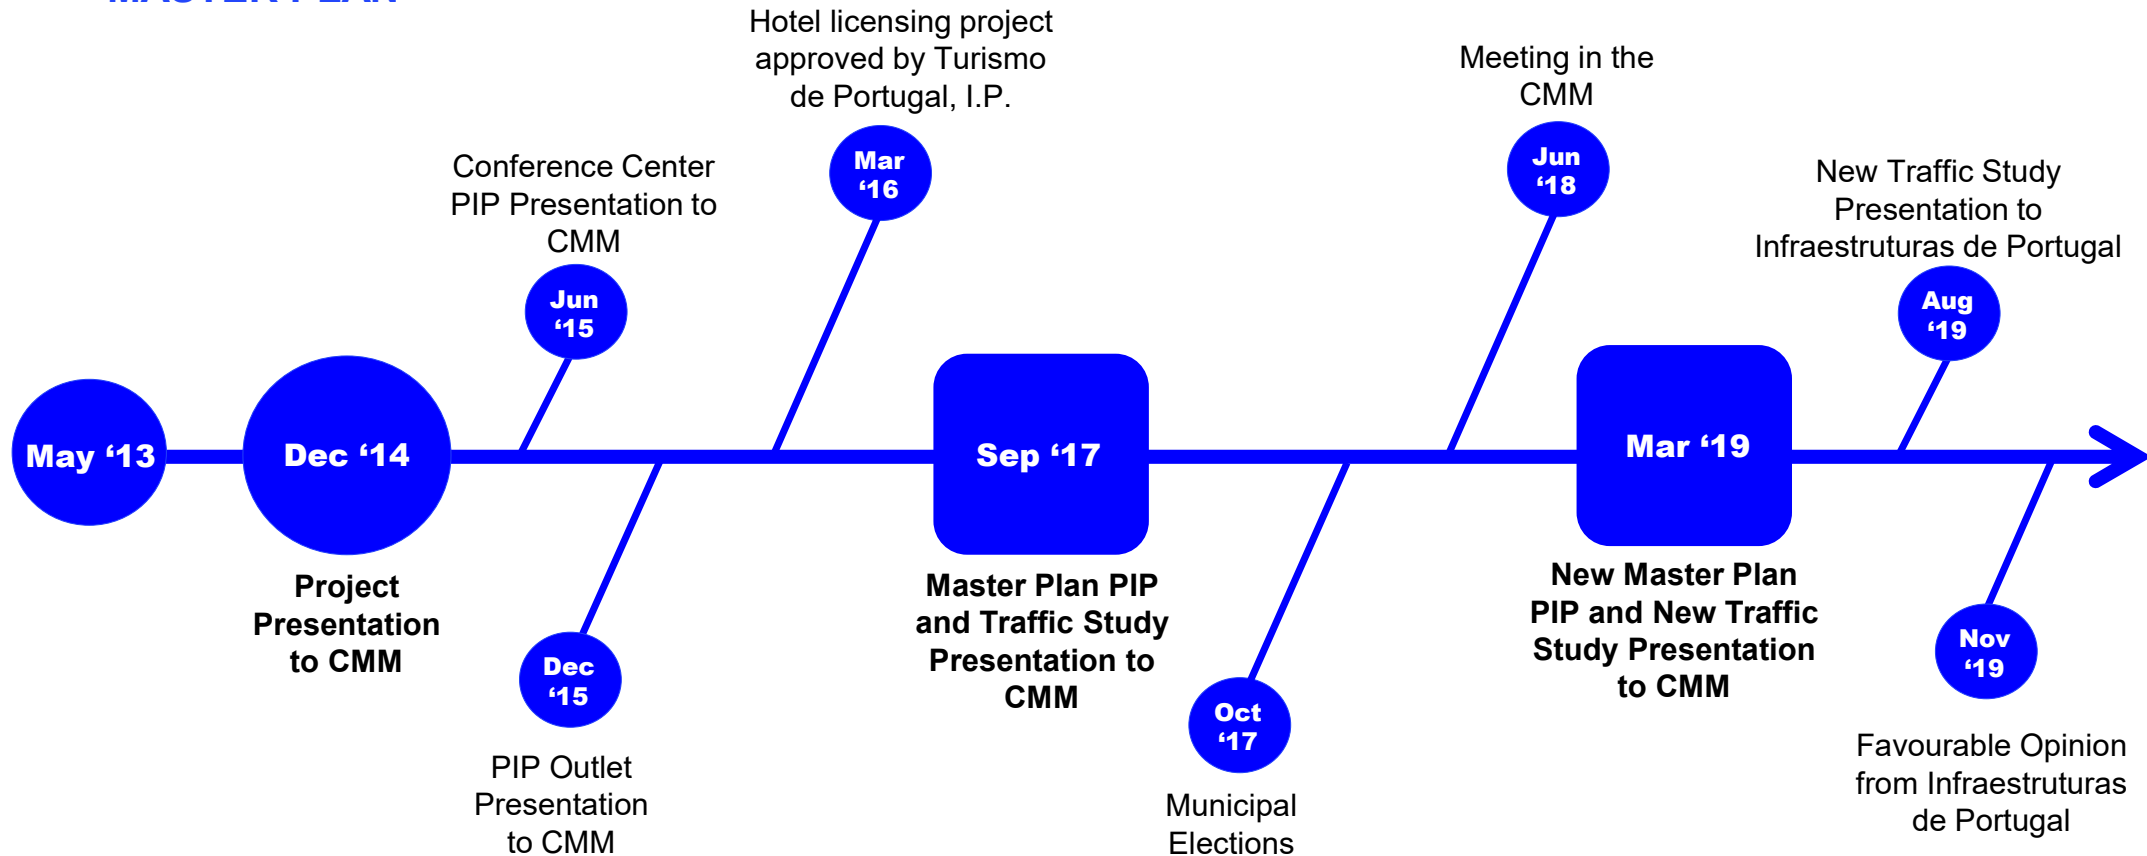 MASTER PLAN
Hotel licensing project
approved by Turismo
de Portugal, I.P.
Mar
‘16
Meeting in the
CMM
Jun
‘18
Conference Center
PIP Presentation to
CMM
Jun
‘15
New Traffic Study
Presentation to
Infraestruturas de Portugal
Aug
‘19
May ‘13
Dec ‘14
Sep ‘17
Mar ‘19
Project
Presentation
to CMM
Master Plan PIP
and Traffic Study
Presentation to
CMM
New Master Plan
PIP and New Traffic
Study Presentation
to CMM
Dec
‘15
PIP Outlet
Presentation
to CMM
Oct
‘17
Municipal
Elections
Nov
‘19
Favourable Opinion
from Infraestruturas
de Portugal